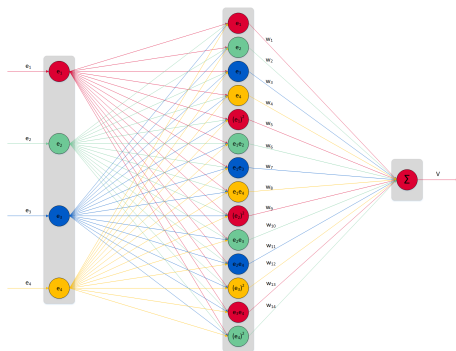 e₁
e₂
e₃
e₄
e₁
e₂
e₃
e₄
e₁
e₂
e₃
e₄
(e₁)²
e₁e₂
e₁e₃
e₁e₄
(e₂)²
e₂e₃
e₂e₄
(e₃)²
e₃e₄
(e₄)²
w₁
w₂
w₃
w₄
w₅
w₆
w₇
w₈
w₉
w₁₀
w₁₁
w₁₂
w₁₃
w₁₄
Σ
V